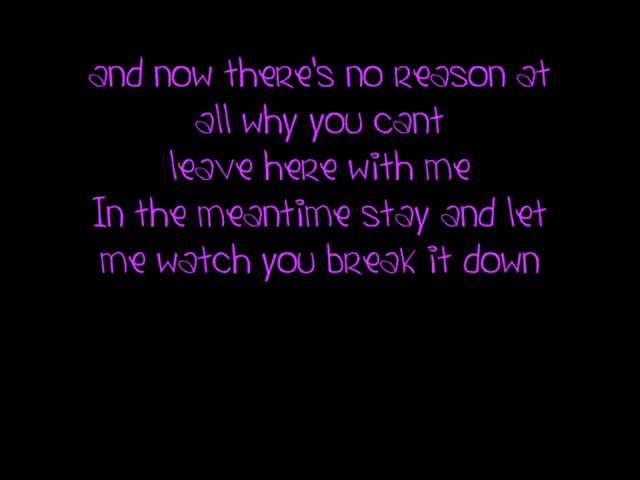 and now there's no reason at
all why you cant
leave here with me
In the meantime stay and let
me watch you break it down